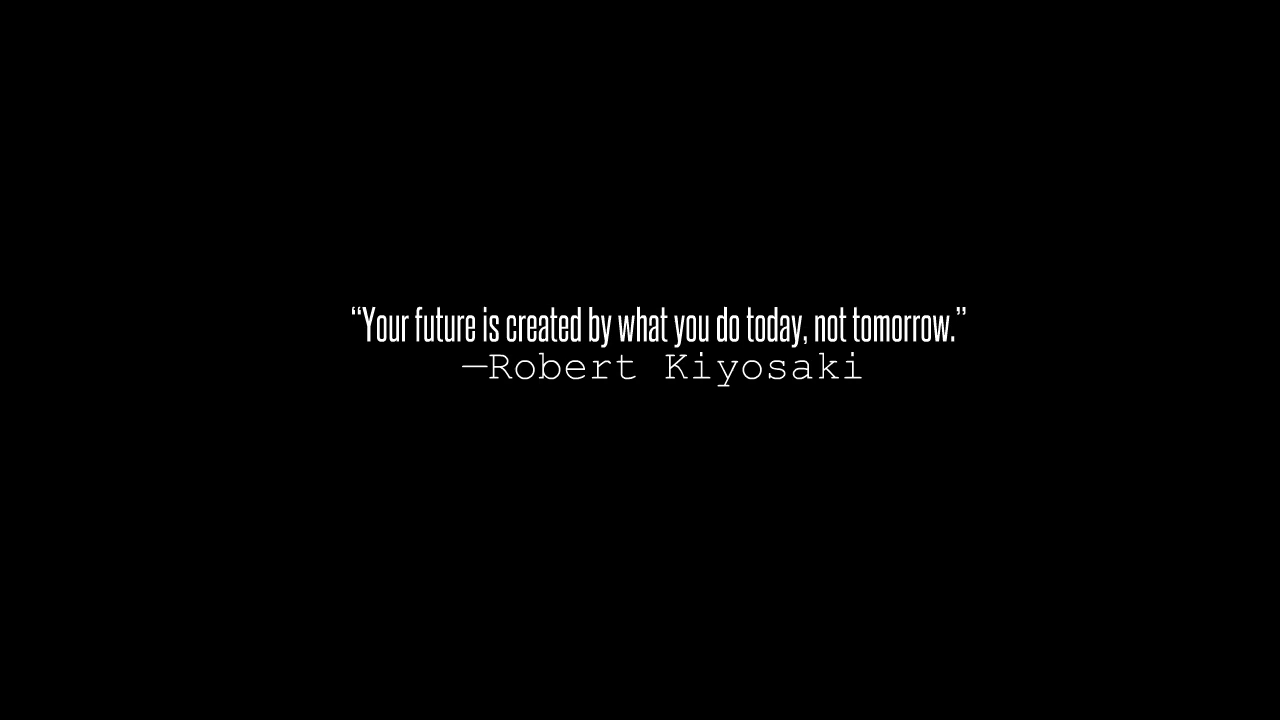 “Your future is created by what you do today, not tomorrow.”
—Robert Kiyosaki